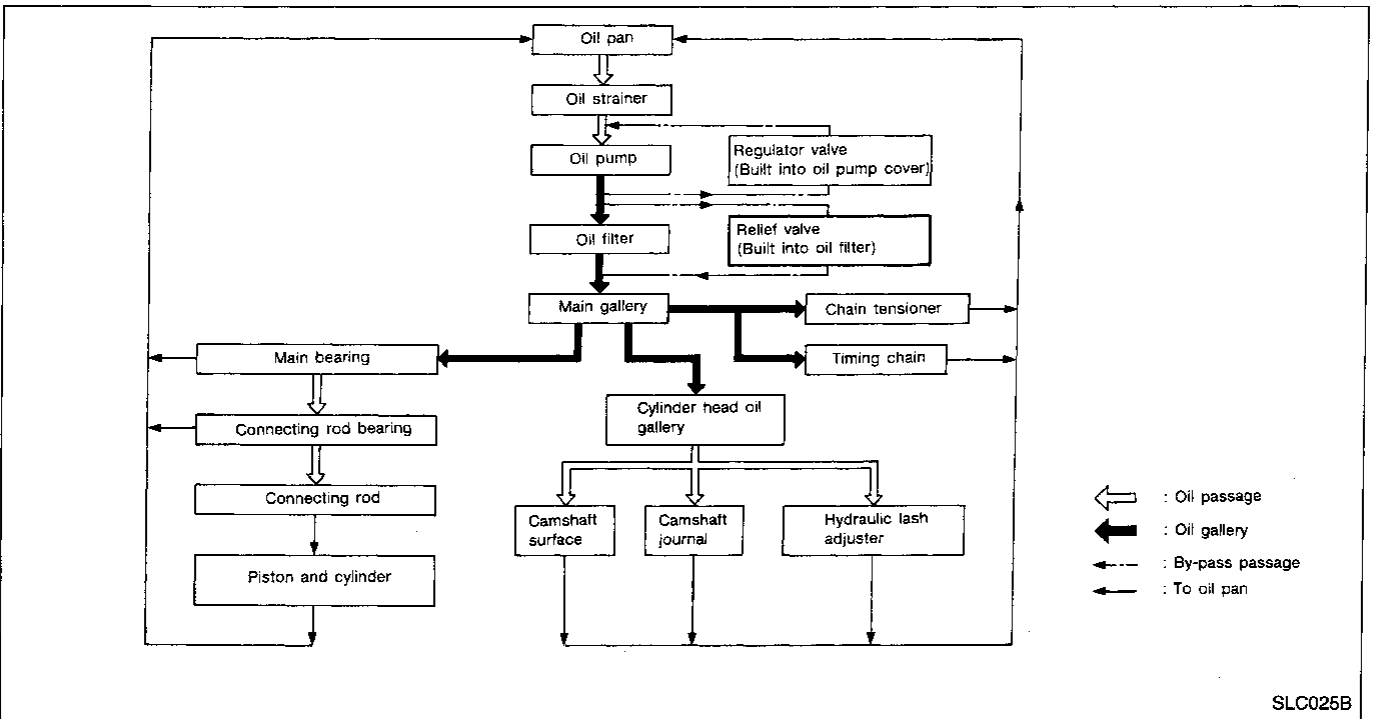 Oil pan
Oil strainer
Oil pump
Regulator valve
(Built into oil pump cover)
Oil filter
Relief valve
(Built into oil filter)
Main gallery
Chain tensioner
Main bearing
Timing chain
Connecting rod bearing
Cylinder head oil
gallery
Connecting rod
Camshaft
surface
Camshaft
journal
Hydraulic lash
adjuster
Piston and cylinder
: Oil passage
: Oil gallery
: By-pass passage
: To oil pan
SLC025B